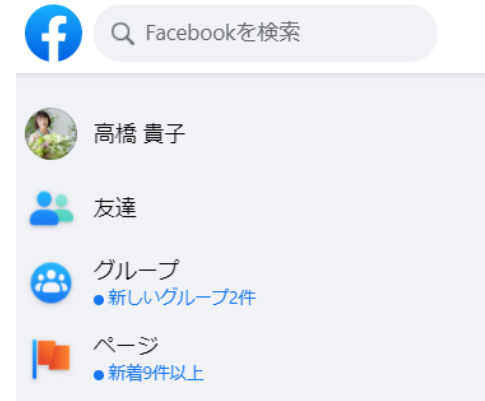 Facebookを検索
高橋 貴子
友達
グループ
新しいグループ2件
ページ
新着9件以上